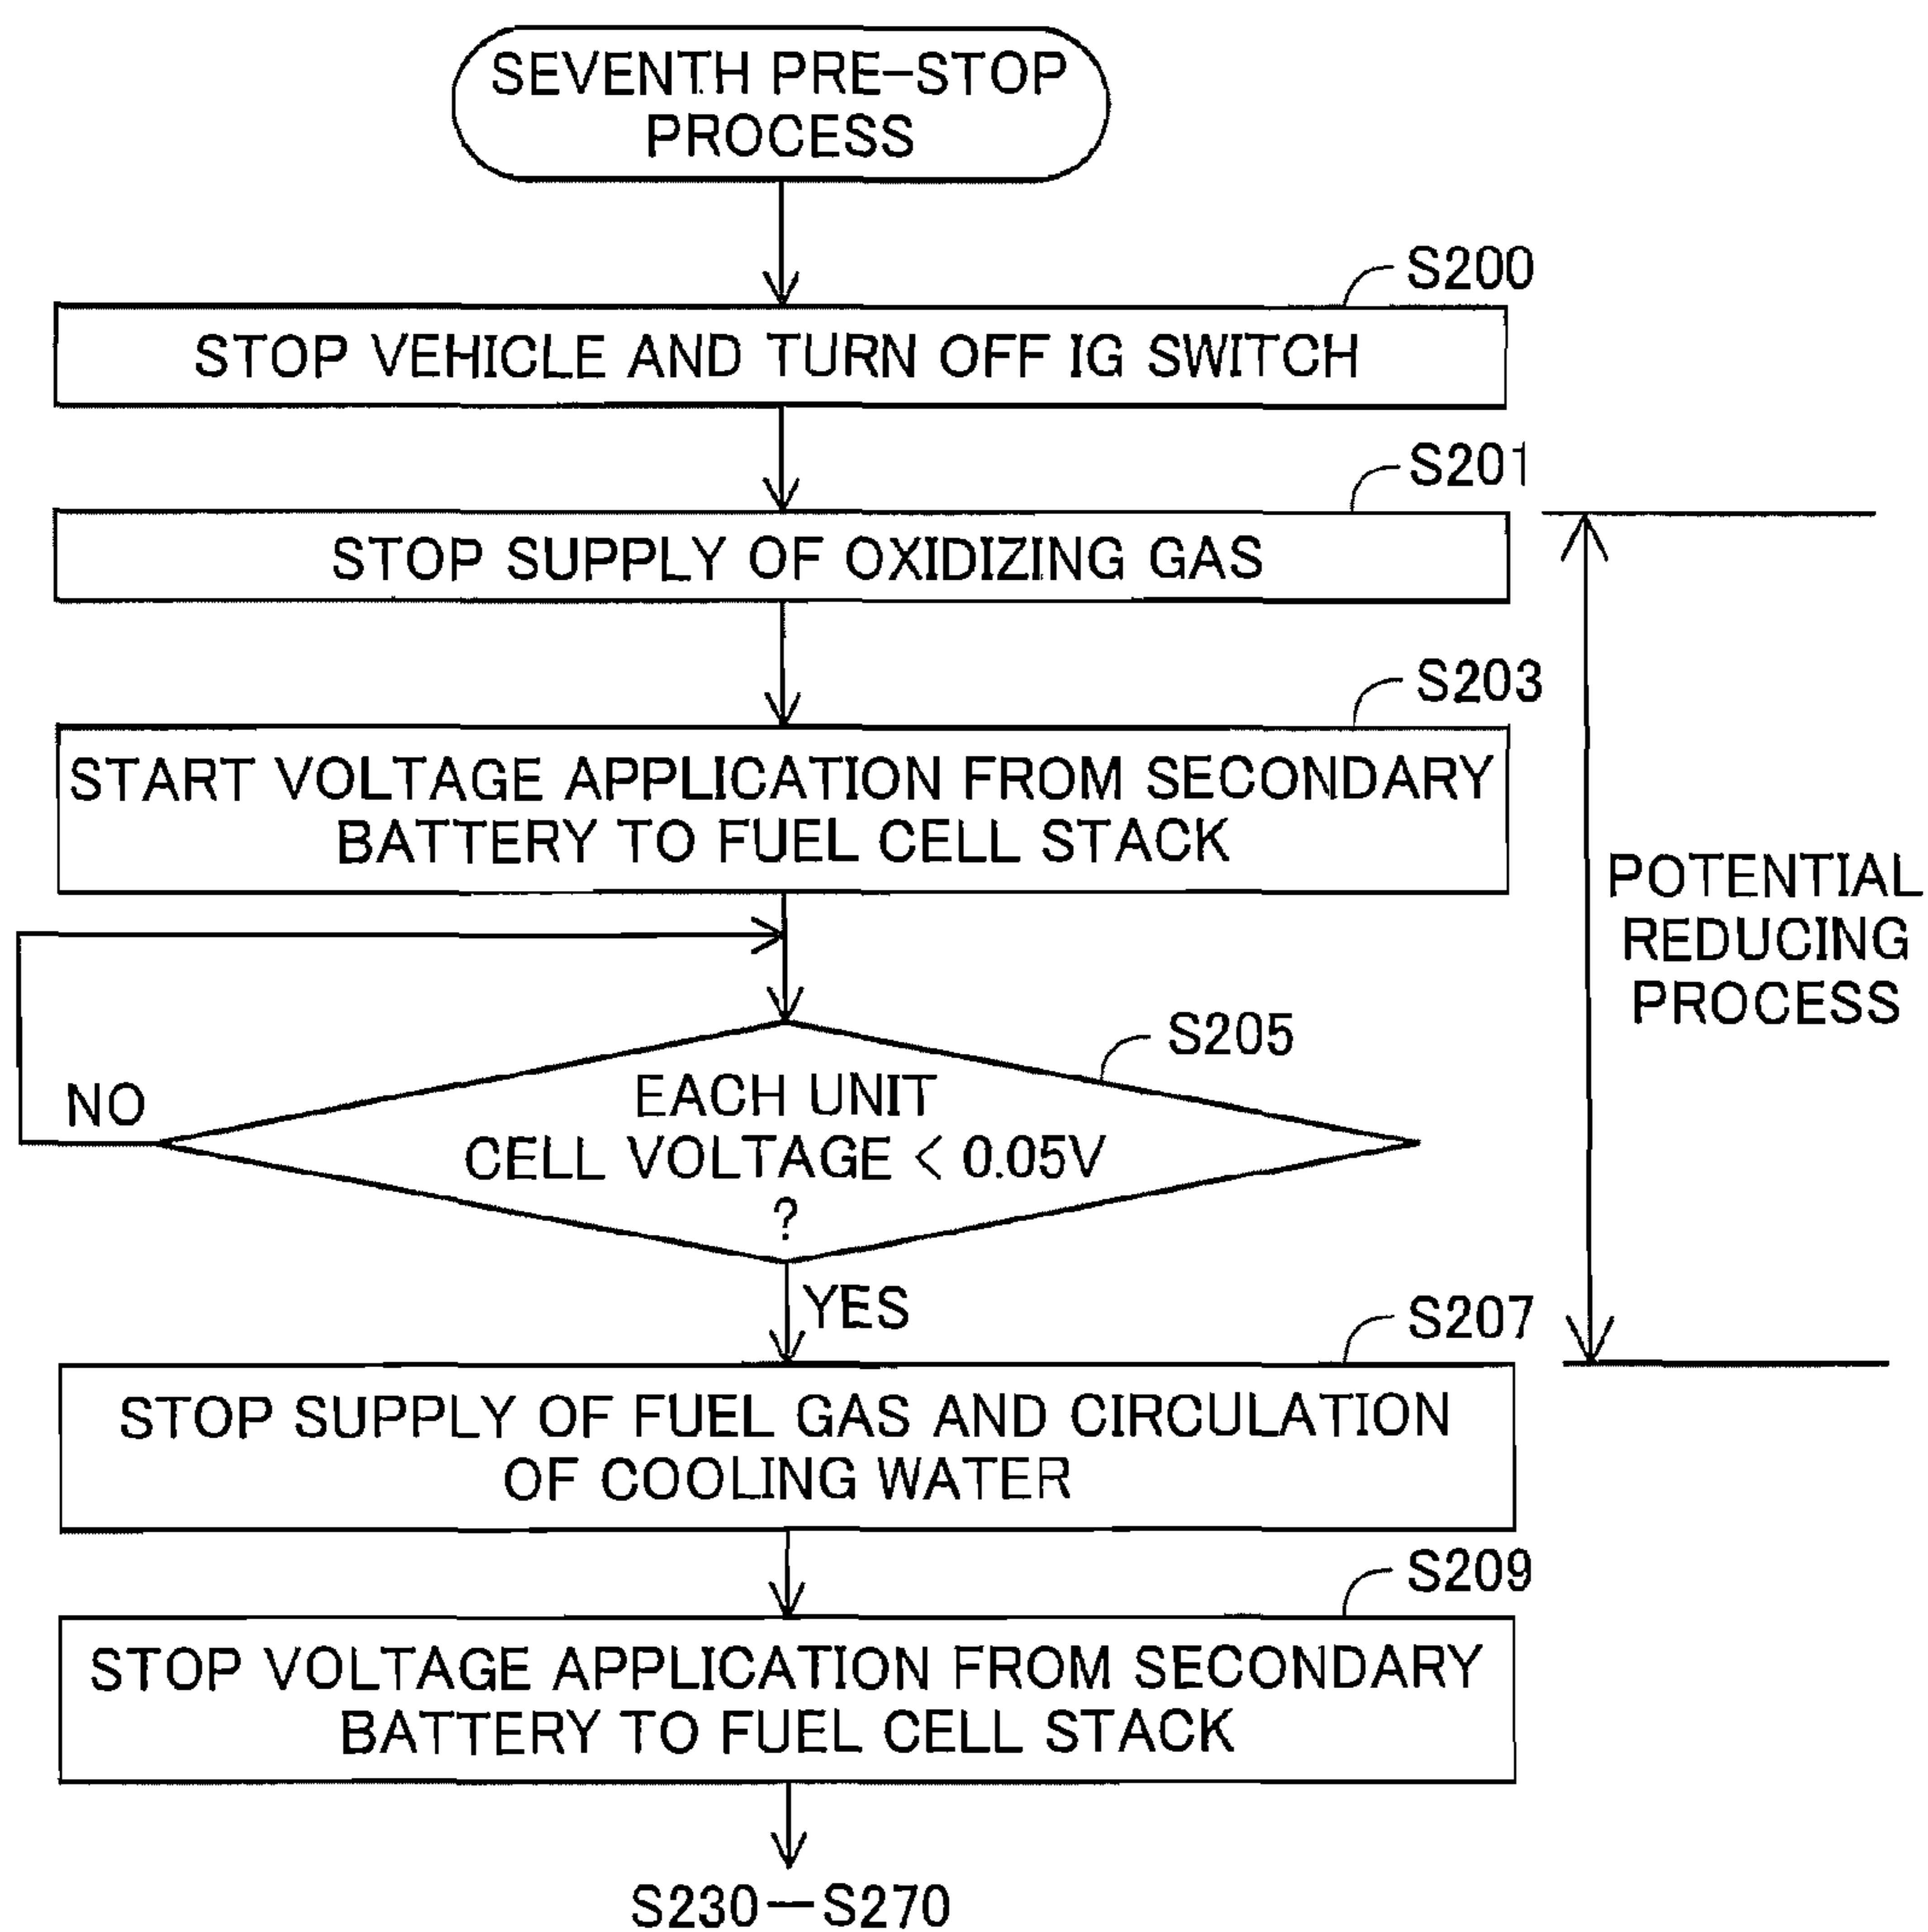 SEVENTH PRE-STOP
PROCESS
S200
STOP VEHICLE AND TURN OFF IG SWITCH
S201
STOP SUPPLY OF OXIDIZING GAS
S203
START VOLTAGE APPLICATION FROM SECONDARY
BATTERY TO FUEL CELL STACK
POTENTIAL
REDUCING
PROCESS
S205
NO
EACH UNIT
CELL VOLTAGE < 0.05V
?
YES
S207
STOP SUPPLY OF FUEL GAS AND CIRCULATION
OF COOLING WATER
S209
STOP VOLTAGE APPLICATION FROM SECONDARY
BATTERY TO FUEL CELL STACK
S230—S270